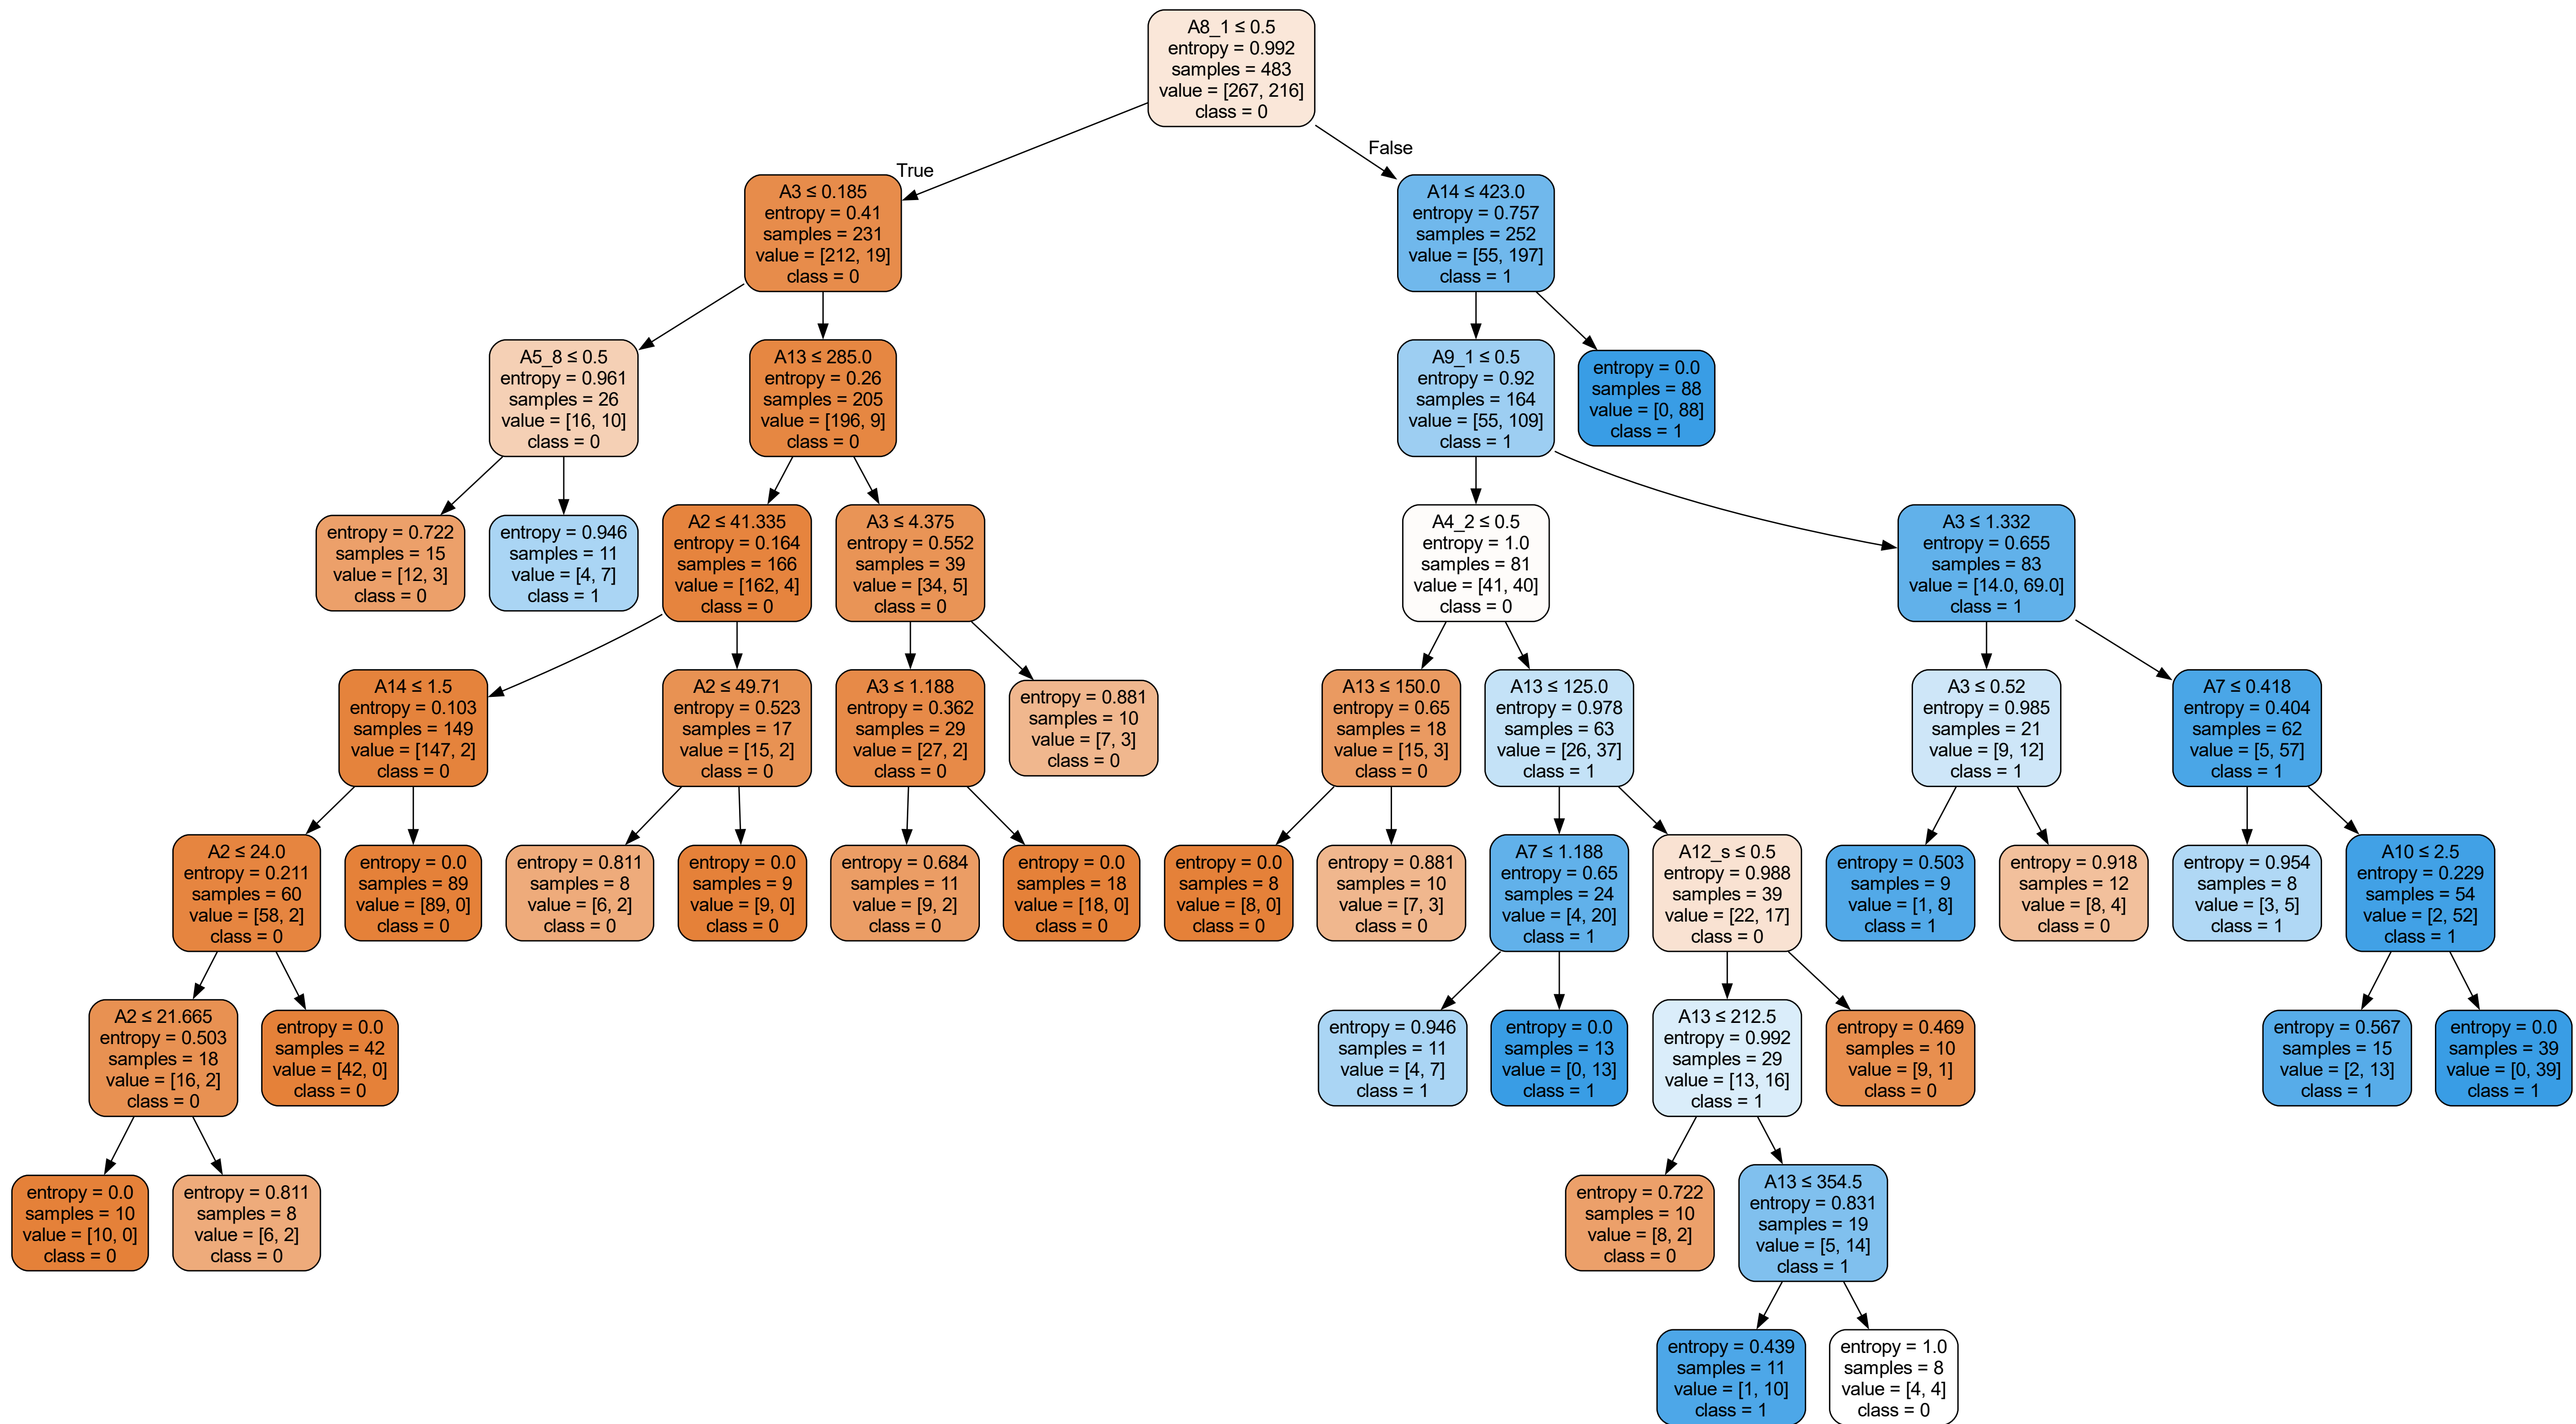 A8_1 ≤ 0.5
entropy = 0.992
samples = 483
value = [267, 216]
class = 0
True
False
A3 ≤ 0.185
entropy = 0.41
samples = 231
value = [212, 19]
class = 0
A14 ≤ 423.0
entropy = 0.757
samples = 252
value = [55, 197]
class = 1
A5_8 ≤ 0.5
entropy = 0.961
samples = 26
value = [16, 10]
class = 0
A13 ≤ 285.0
entropy = 0.26
samples = 205
value = [196, 9]
class = 0
A9_1 ≤ 0.5
entropy = 0.92
samples = 164
value = [55, 109]
class = 1
entropy = 0.0
samples = 88
value = [0, 88]
class = 1
entropy = 0.722
samples = 15
value = [12, 3]
class = 0
entropy = 0.946
samples = 11
value = [4, 7]
class = 1
A2 ≤ 41.335
entropy = 0.164
samples = 166
value = [162, 4]
class = 0
A3 ≤ 4.375
entropy = 0.552
samples = 39
value = [34, 5]
class = 0
A4_2 ≤ 0.5
entropy = 1.0
samples = 81
value = [41, 40]
class = 0
A3 ≤ 1.332
entropy = 0.655
samples = 83
value = [14.0, 69.0]
class = 1
A14 ≤ 1.5
entropy = 0.103
samples = 149
value = [147, 2]
class = 0
A2 ≤ 49.71
entropy = 0.523
samples = 17
value = [15, 2]
class = 0
A3 ≤ 1.188
entropy = 0.362
samples = 29
value = [27, 2]
class = 0
entropy = 0.881
samples = 10
value = [7, 3]
class = 0
A13 ≤ 150.0
entropy = 0.65
samples = 18
value = [15, 3]
class = 0
A13 ≤ 125.0
entropy = 0.978
samples = 63
value = [26, 37]
class = 1
A3 ≤ 0.52
entropy = 0.985
samples = 21
value = [9, 12]
class = 1
A7 ≤ 0.418
entropy = 0.404
samples = 62
value = [5, 57]
class = 1
A2 ≤ 24.0
entropy = 0.211
samples = 60
value = [58, 2]
class = 0
entropy = 0.0
samples = 89
value = [89, 0]
class = 0
entropy = 0.811
samples = 8
value = [6, 2]
class = 0
entropy = 0.0
samples = 9
value = [9, 0]
class = 0
entropy = 0.684
samples = 11
value = [9, 2]
class = 0
entropy = 0.0
samples = 18
value = [18, 0]
class = 0
entropy = 0.0
samples = 8
value = [8, 0]
class = 0
entropy = 0.881
samples = 10
value = [7, 3]
class = 0
A7 ≤ 1.188
entropy = 0.65
samples = 24
value = [4, 20]
class = 1
A12_s ≤ 0.5
entropy = 0.988
samples = 39
value = [22, 17]
class = 0
entropy = 0.503
samples = 9
value = [1, 8]
class = 1
entropy = 0.918
samples = 12
value = [8, 4]
class = 0
entropy = 0.954
samples = 8
value = [3, 5]
class = 1
A10 ≤ 2.5
entropy = 0.229
samples = 54
value = [2, 52]
class = 1
A2 ≤ 21.665
entropy = 0.503
samples = 18
value = [16, 2]
class = 0
entropy = 0.0
samples = 42
value = [42, 0]
class = 0
entropy = 0.946
samples = 11
value = [4, 7]
class = 1
entropy = 0.0
samples = 13
value = [0, 13]
class = 1
A13 ≤ 212.5
entropy = 0.992
samples = 29
value = [13, 16]
class = 1
entropy = 0.469
samples = 10
value = [9, 1]
class = 0
entropy = 0.567
samples = 15
value = [2, 13]
class = 1
entropy = 0.0
samples = 39
value = [0, 39]
class = 1
entropy = 0.0
samples = 10
value = [10, 0]
class = 0
entropy = 0.811
samples = 8
value = [6, 2]
class = 0
entropy = 0.722
samples = 10
value = [8, 2]
class = 0
A13 ≤ 354.5
entropy = 0.831
samples = 19
value = [5, 14]
class = 1
entropy = 0.439
samples = 11
value = [1, 10]
class = 1
entropy = 1.0
samples = 8
value = [4, 4]
class = 0